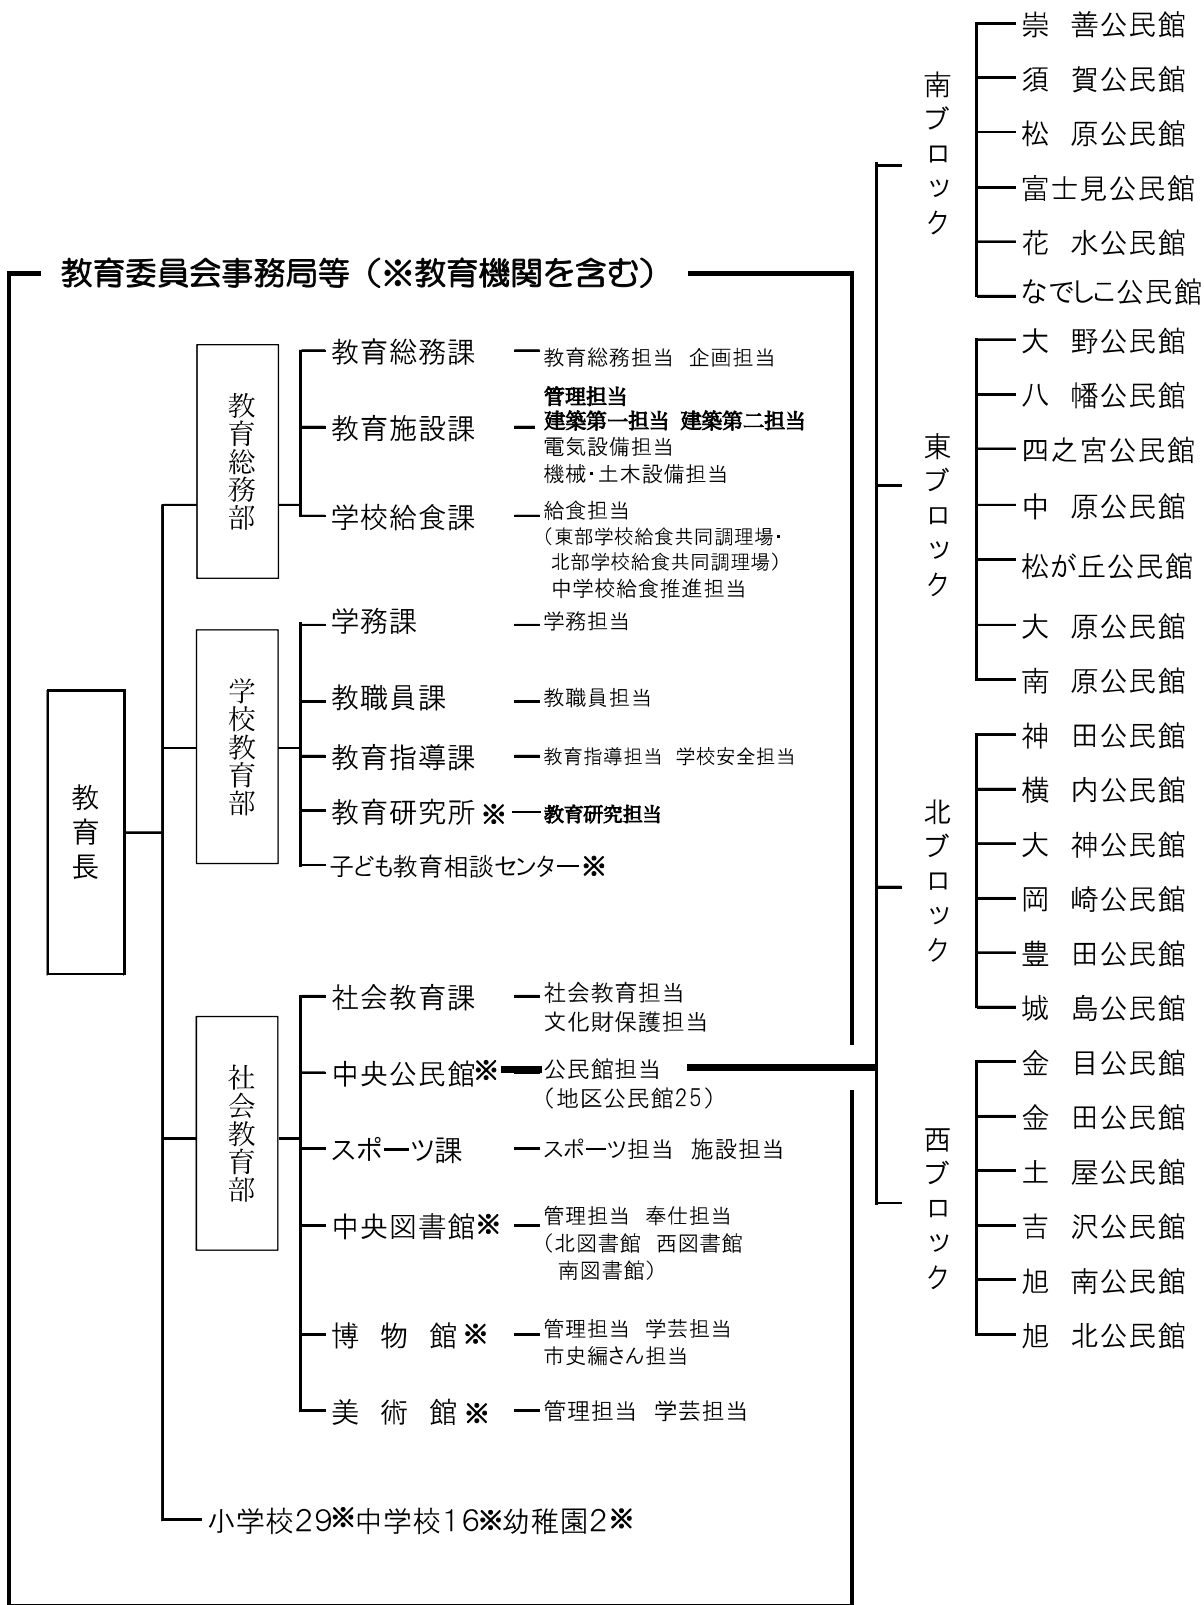 教育委員会事務局等（※教育機関を含む）
教育長
教育総務部
教育総務課 教育総務担当 企画担当
教育施設課 管理担当
建築第一担当 建築第二担当
電気設備担当
機械・土木設備担当
学校給食課 給食担当
（東部学校給食共同調理場・
北部学校給食共同調理場）
中学校給食推進担当
学校教育部
学務課 学務担当
教職員課 教職員担当
教育指導課 教育指導担当 学校安全担当
教育研究所※ 教育研究担当
子ども教育相談センター※
社会教育部
社会教育課 社会教育担当
文化財保護担当
中央公民館※ 公民館担当
（地区公民館25）
スポーツ課 スポーツ担当 施設担当
中央図書館※ 管理担当 奉仕担当
（北図書館 西図書館
南図書館）
博物館※ 管理担当 学芸担当
市史編さん担当
美術館※ 管理担当 学芸担当
小学校29※中学校16※幼稚園2※
南ブロック
崇善公民館
須賀公民館
松原公民館
富士見公民館
花水公民館
なでしこ公民館
東ブロック
大野公民館
八幡公民館
四之宮公民館
中原公民館
松が丘公民館
大原公民館
南原公民館
北ブロック
神田公民館
横内公民館
大神公民館
岡崎公民館
豊田公民館
城島公民館
西ブロック
金目公民館
金田公民館
土屋公民館
吉沢公民館
旭南公民館
旭北公民館